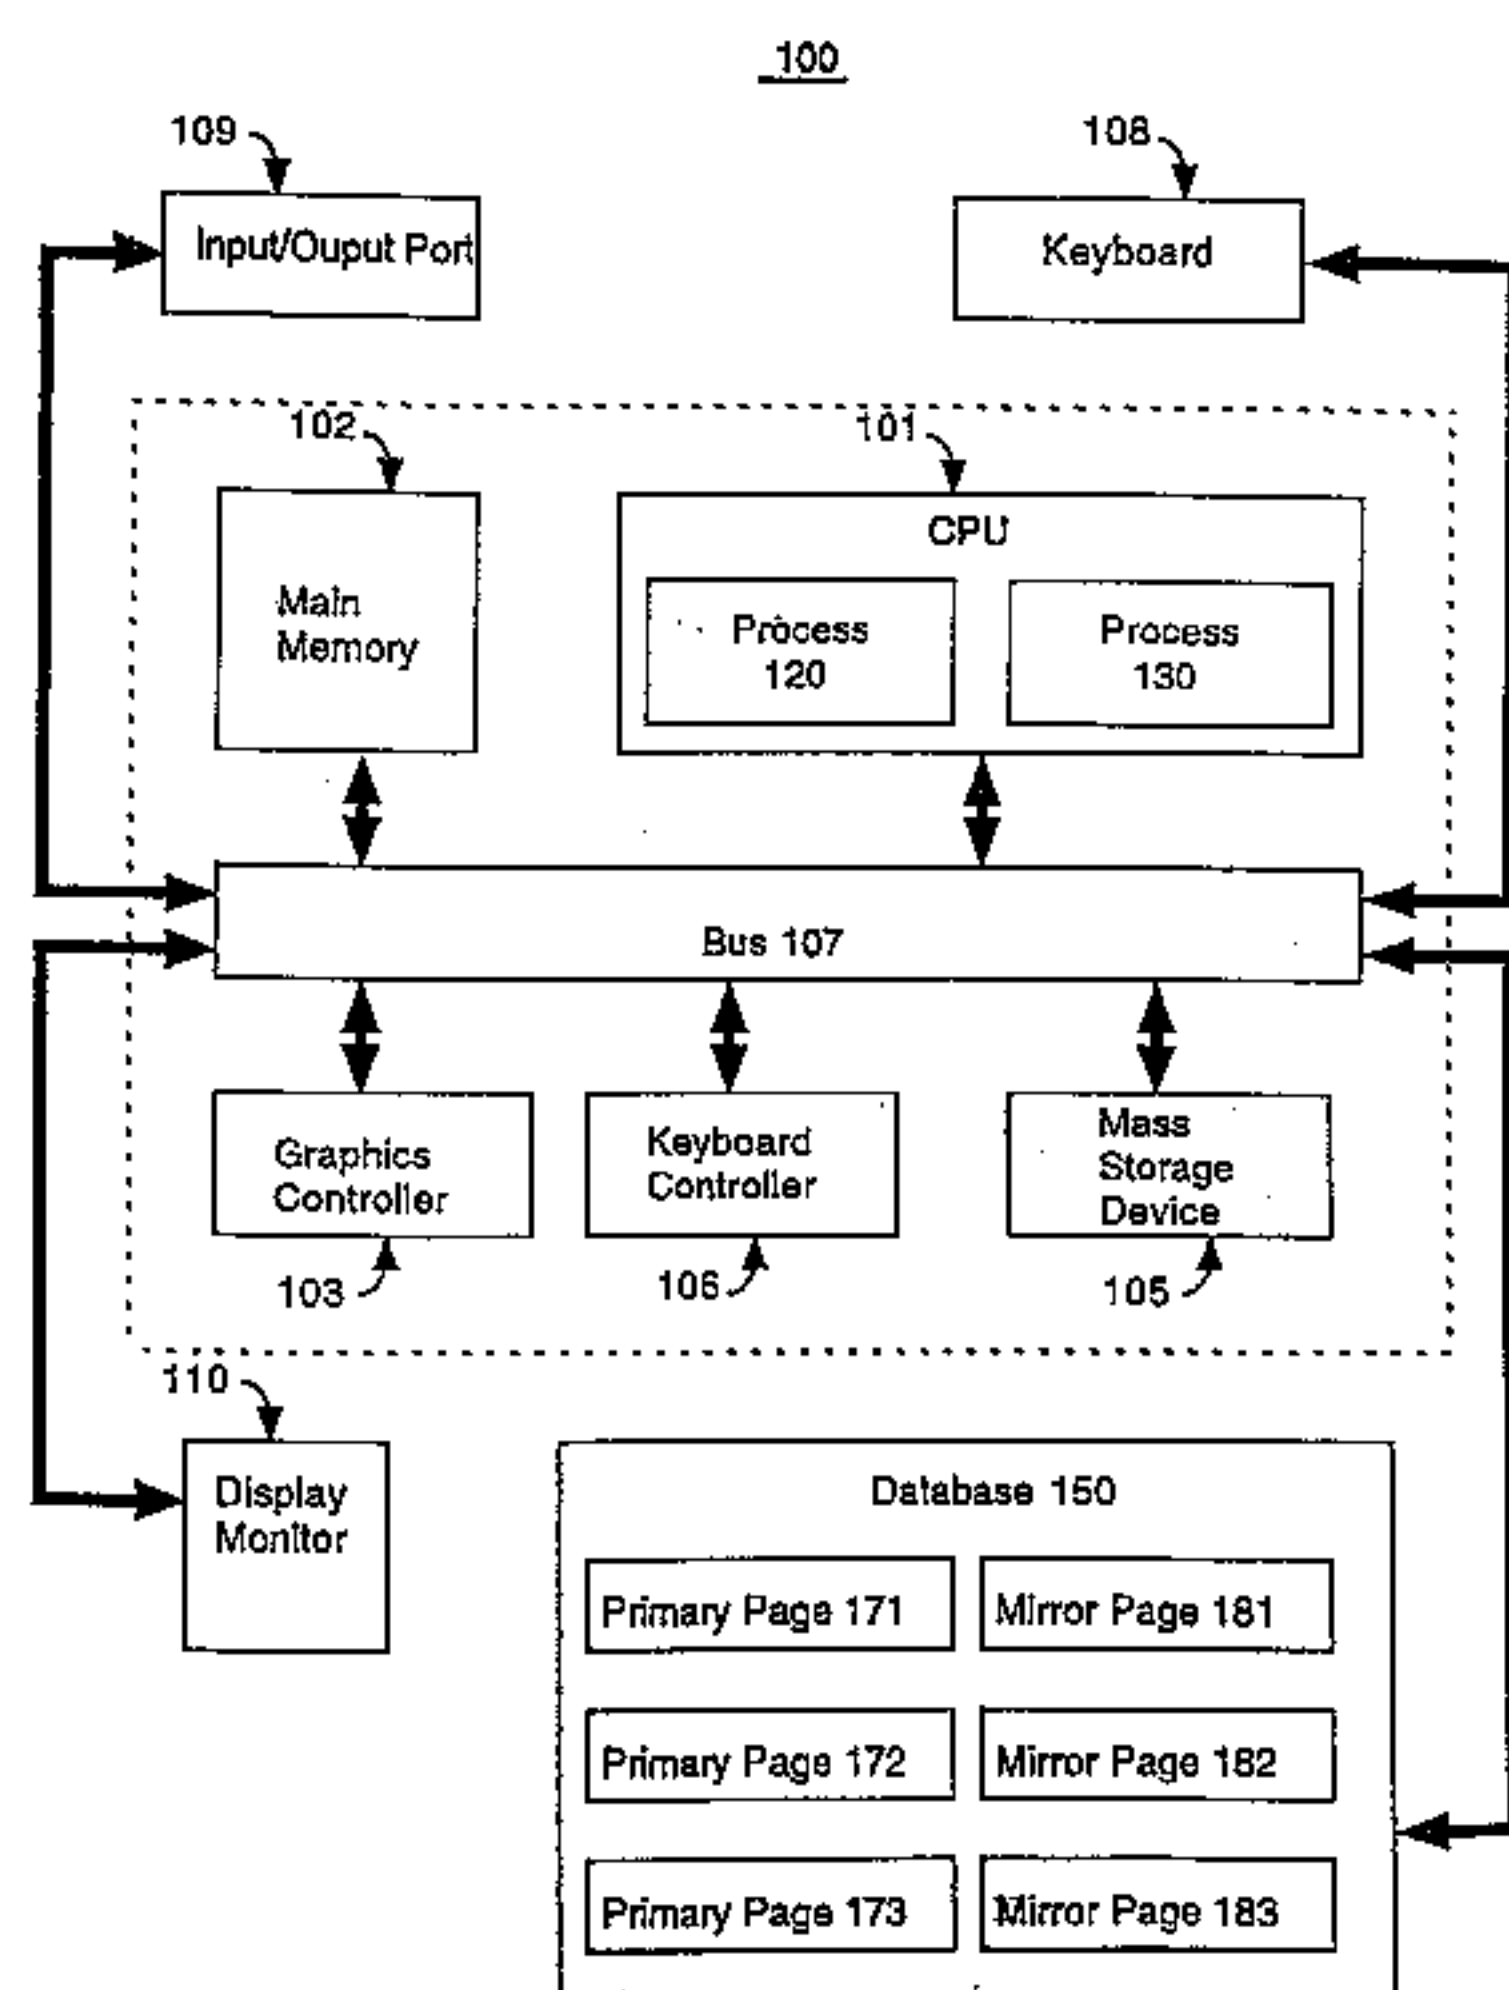 100
109
108
Input/Ouput Port
Keyboard
102
101
CPU
Main
Memory
Process
120
Process
130
Bus 107
Graphics
Controller
Keyboard
Controller
Mass
Storage
Device
103
106
105
110
Display
Monitor
Database 150
Primary Page 171
Mirror Page 181
Primary Page 172
Mirror Page 182
Primary Page 173
Mirror Page 183